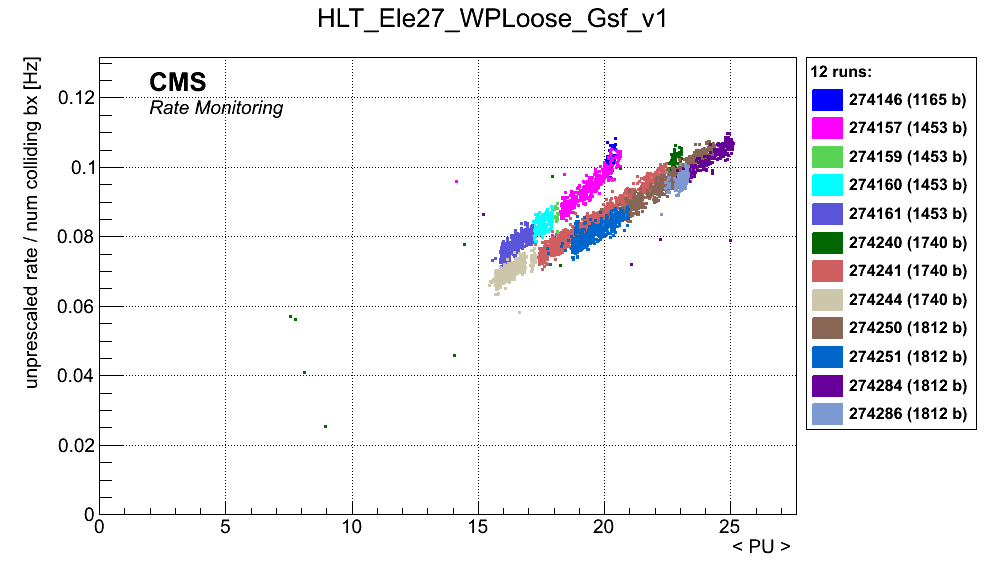 HLT_Ele27_WPLoose_Gsf_v1
unprescaled rate / num colliding bx [Hz]
CMS
Rate Monitoring
0.12
0.1
0.08
0.06
0.04
0.02
0
0 5 10 15 20 25
< PU >
12 runs:
274146 (1165 b)
274157 (1453 b)
274159 (1453 b)
274160 (1453 b)
274161 (1453 b)
274240 (1740 b)
274241 (1740 b)
274244 (1740 b)
274250 (1812 b)
274251 (1812 b)
274284 (1812 b)
274286 (1812 b)